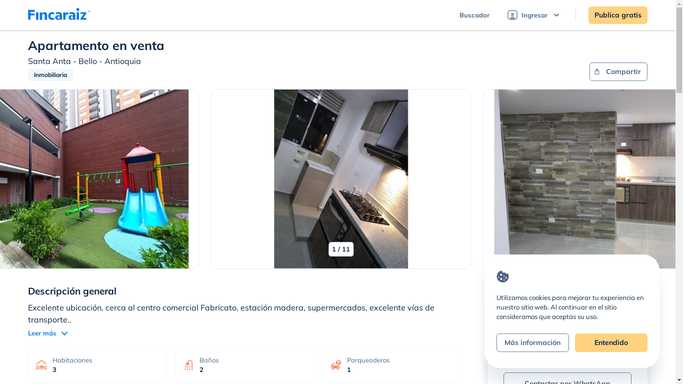 Fincaraiz
Buscador
Ingresar
Publica gratis
Apartamento en venta
Santa Anta - Bello - Antioquia
Inmobiliaria
Compartir
1 / 11
Descripción general
Excelente ubicación, cerca al centro comercial Fabricato, estación madera, supermercados, excelente vías de
transporte..
Leer más
Habitaciones
3
Baños
2
Parqueaderos
1
Utilizamos cookies para mejorar tu experiencia en
nuestro sitio web. Al continuar en el sitio
consideramos que aceptas su uso.
Más información
Entendido
Contactar por WhatsApp